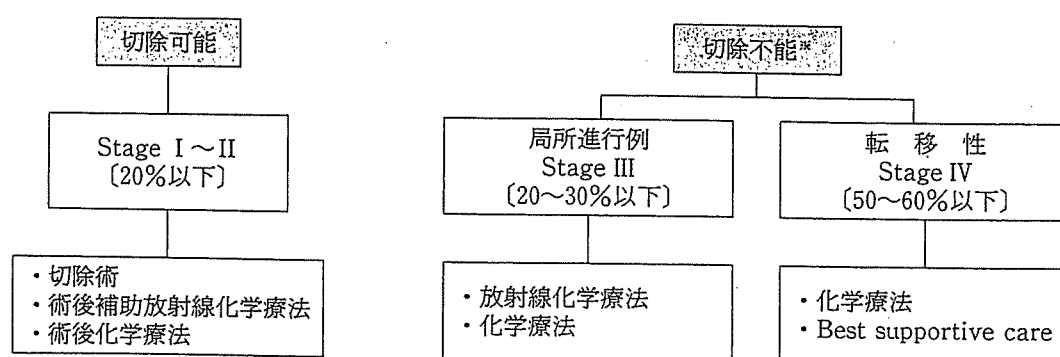 切除可能
切除不能※
Stage Ⅰ～Ⅱ
〔20%以下〕
局所進行例
Stage III
〔20～30%以下〕
転 移 性
Stage IV
〔50～60%以下〕
・切除術
・術後補助放射線化学療法
・術後化学療法
・放射線化学療法
・化学療法
・化学療法
・Best supportive care